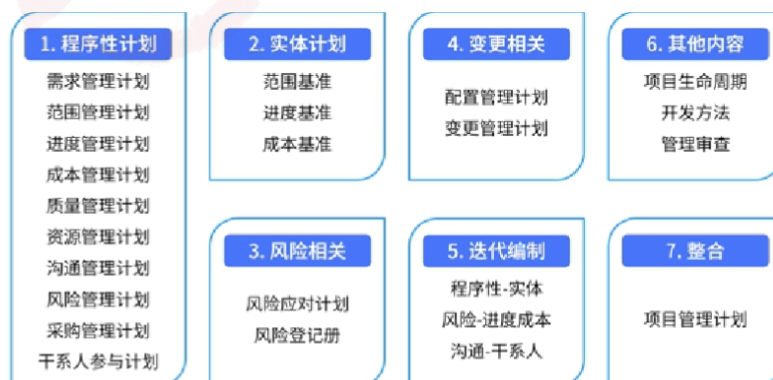 1. 程序性计划
需求管理计划
范围管理计划
进度管理计划
成本管理计划
质量管理计划
资源管理计划
沟通管理计划
风险管理计划
采购管理计划
干系人参与计划
2. 实体计划
范围基准
进度基准
成本基准
3. 风险相关
风险应对计划
风险登记册
4. 变更相关
配置管理计划
变更管理计划
5. 迭代编制
程序性-实体
风险-进度成本
沟通-干系人
6. 其他内容
项目生命周期
开发方法
管理审查
7. 整合
项目管理计划